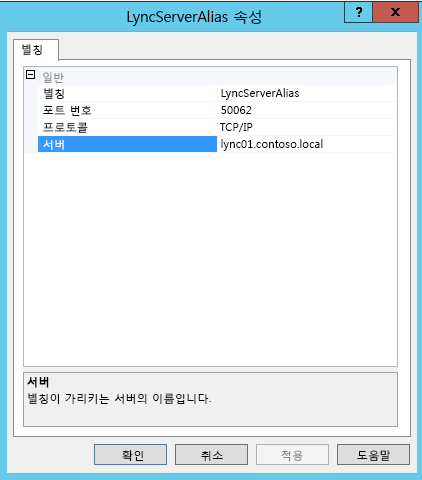 LyncServerAlias 속성
? x
별칭
일반
별칭 LyncServerAlias
포트 번호 50062
프로토콜 TCP/IP
서버 lync01.contoso.local
서버
별칭이 가리키는 서버의 이름입니다.
확인 취소 적용 도움말